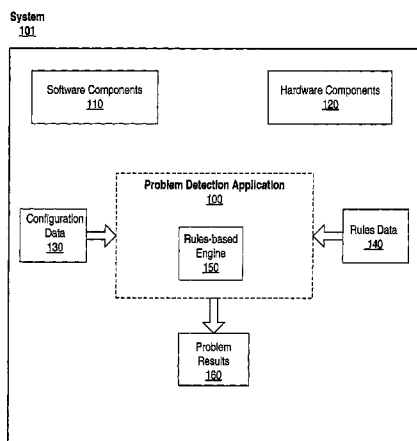 System
101
Software Components
110
Hardware Components
120
Problem Detection Application
100
Configuration
Data
130
Rules-based
Engine
150
Rules Data
140
Problem
Results
160